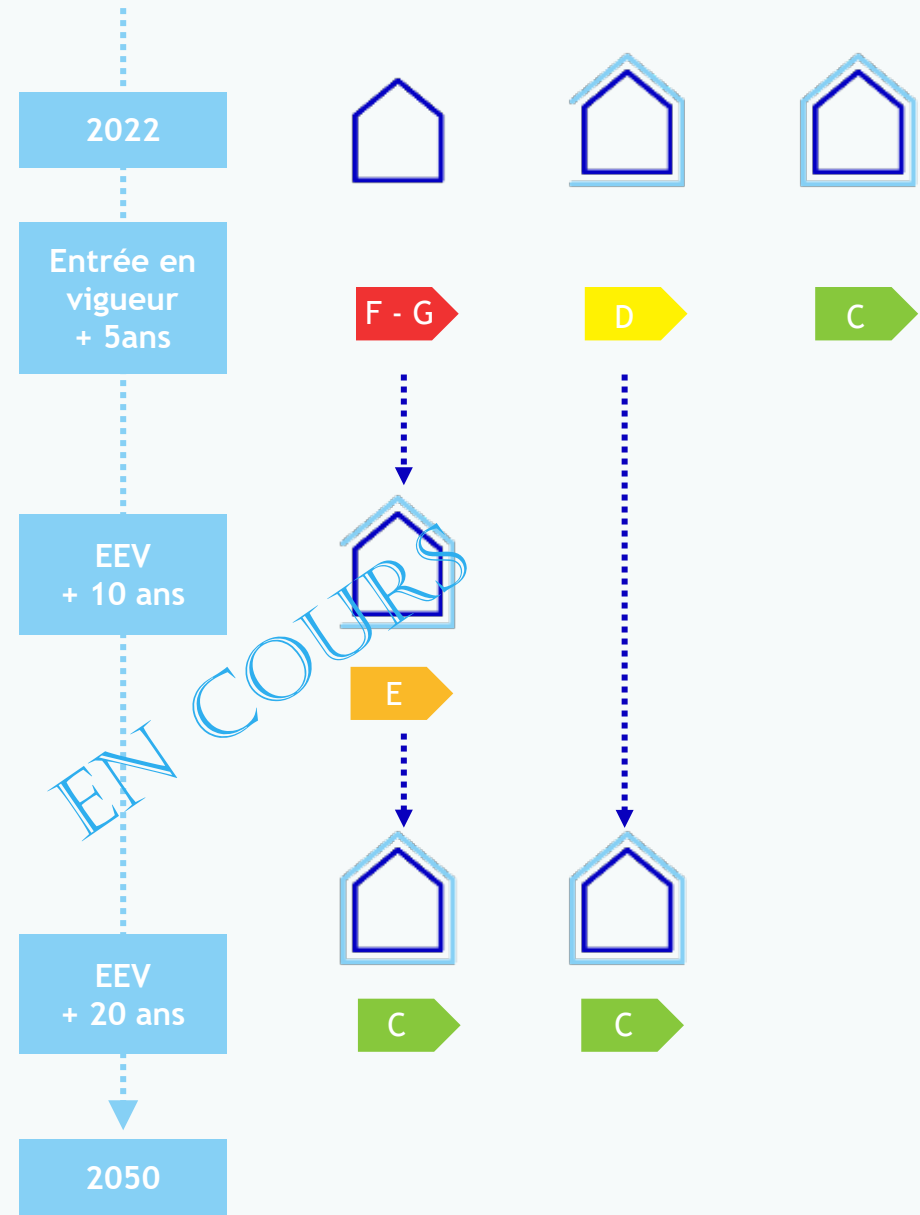 2022
Entrée en
vigueur
+ 5ans
F - G
D
C
EEV
+ 10 ans
E
EN COURS
EEV
+ 20 ans
C
C
2050